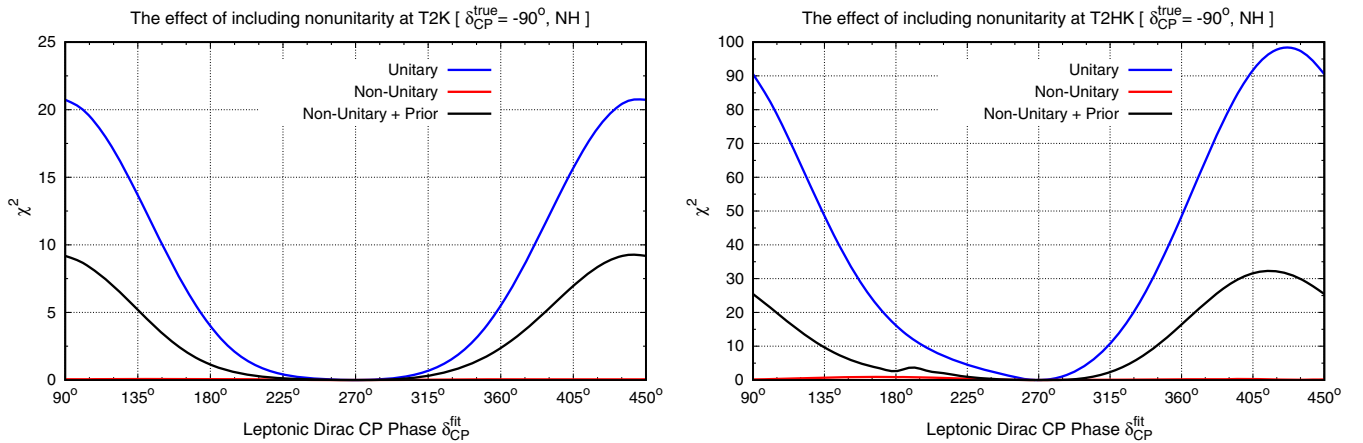 The effect of including nonunitarity at T2K [ δ_CP^true = -90°, NH ]
25
20
15
10
5
0
χ²
Unitary
Non-Unitary
Non-Unitary + Prior
90° 135° 180° 225° 270° 315° 360° 405° 450°
Leptonic Dirac CP Phase δ_CP^fit
The effect of including nonunitarity at T2HK [ δ_CP^true = -90°, NH ]
100
90
80
70
60
50
40
30
20
10
0
χ²
Unitary
Non-Unitary
Non-Unitary + Prior
90° 135° 180° 225° 270° 315° 360° 405° 450°
Leptonic Dirac CP Phase δ_CP^fit